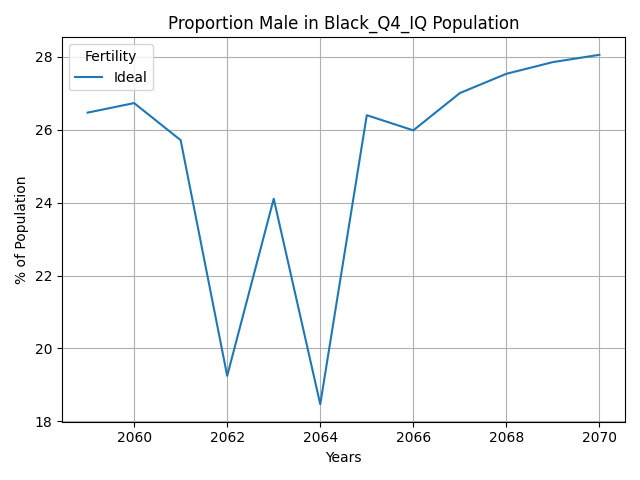 Proportion Male in Black_Q4_IQ Population
Fertility
Ideal
% of Population
28
26
24
22
20
18
2060 2062 2064 2066 2068 2070
Years